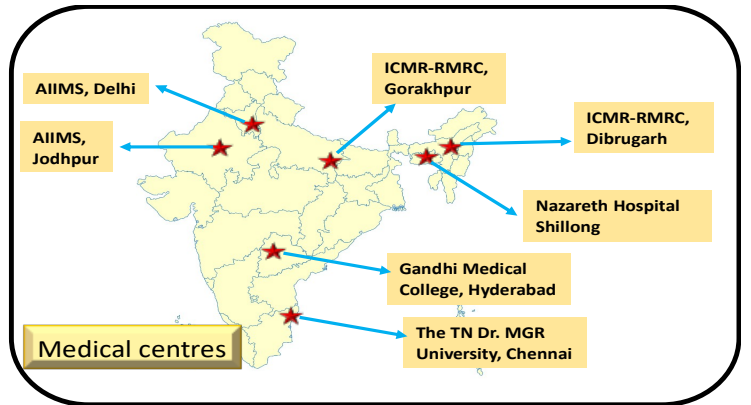 AIIMS, Delhi
AIIMS,
Jodhpur
ICMR-RMRC,
Gorakhpur
ICMR-RMRC,
Dibrugarh
Nazareth Hospital
Shillong
Gandhi Medical
College, Hyderabad
The TN Dr. MGR
University, Chennai
Medical centres